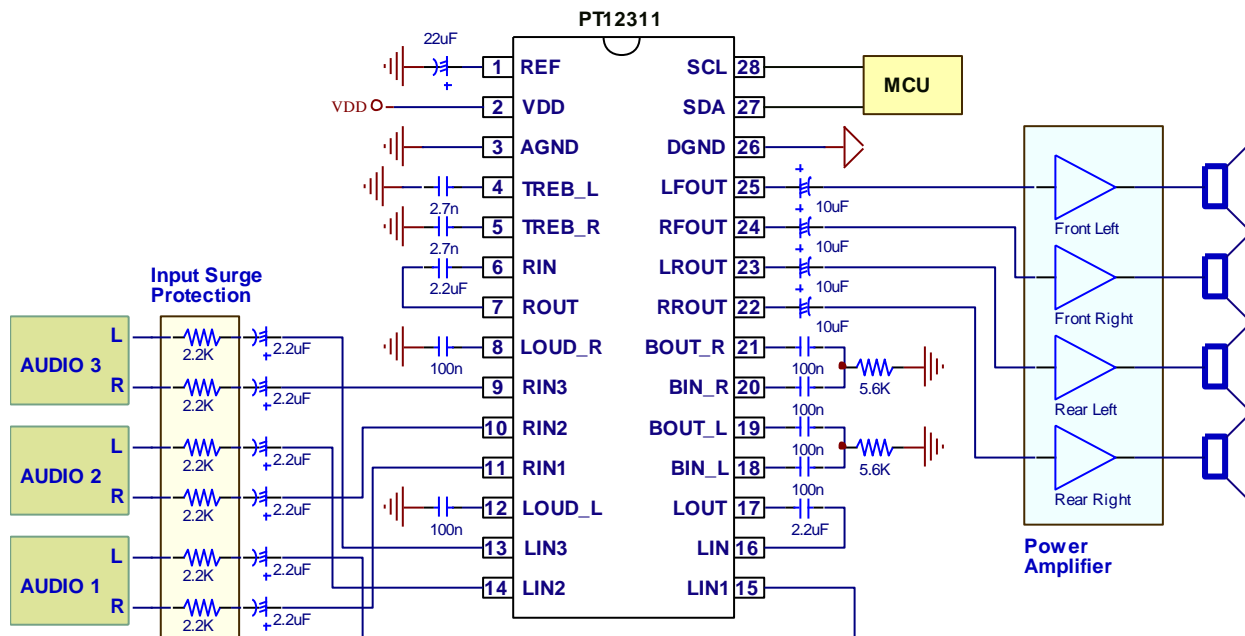 PT12311
22uF
+
1 REF
SCL 28
MCU
VDD
2 VDD
SDA 27
3 AGND
DGND 26
4 TREB_L
2.7n
LFOUT 25
+
10uF
Front Left
5 TREB_R
2.7n
RFOUT 24
+
10uF
Front Right
6 RIN
2.2uF
LROUT 23
+
10uF
Rear Left
7 ROUT
RROUT 22
+
10uF
Rear Right
Power
Amplifier
Input Surge
Protection
8 LOUD_R
100n
BOUT_R 21
100n
5.6K
9 RIN3
BIN_R 20
100n
10 RIN2
BOUT_L 19
100n
5.6K
11 RIN1
BIN_L 18
100n
12 LOUD_L
100n
LOUT 17
2.2uF
13 LIN3
LIN 16
14 LIN2
LIN1 15
AUDIO 3
L
2.2K
+
2.2uF
R
2.2K
+
2.2uF
AUDIO 2
L
2.2K
+
2.2uF
R
2.2K
+
2.2uF
AUDIO 1
L
2.2K
+
2.2uF
R
2.2K
+
2.2uF